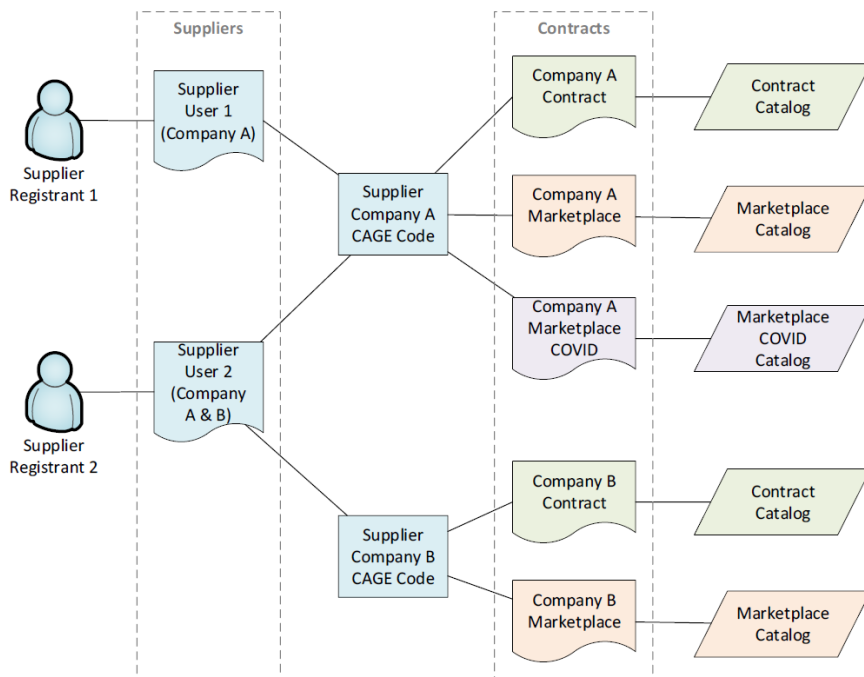 Suppliers
Contracts
Supplier
Registrant 1
Supplier
User 1
(Company A)
Supplier
Company A
CAGE Code
Company A
Contract
Contract
Catalog
Company A
Marketplace
Marketplace
Catalog
Company A
Marketplace
COVID
Marketplace
COVID
Catalog
Supplier
Registrant 2
Supplier
User 2
(Company
A & B)
Supplier
Company B
CAGE Code
Company B
Contract
Contract
Catalog
Company B
Marketplace
Marketplace
Catalog